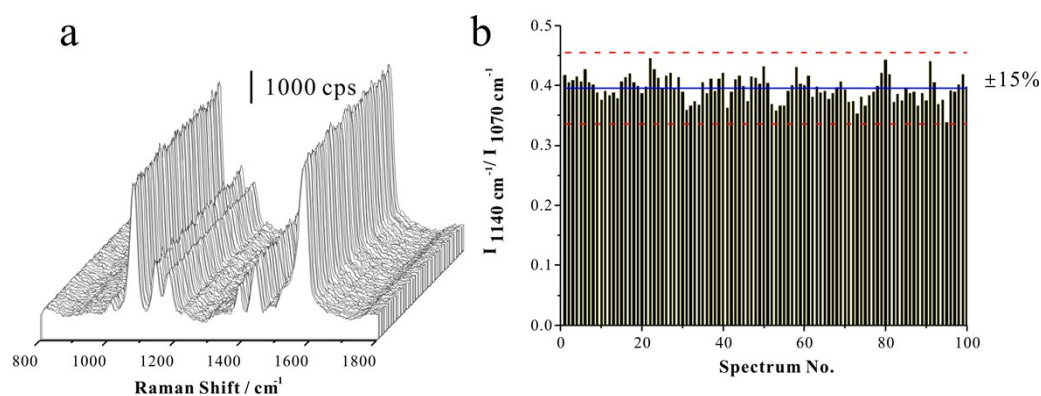 a
1000 cps
800 1000 1200 1400 1600 1800
Raman Shift / cm-1
b
0.5
0.4
0.3
0.2
0.1
0.0
I 1140 cm-1/ I 1070 cm-1
±15%
0 20 40 60 80 100
Spectrum No.